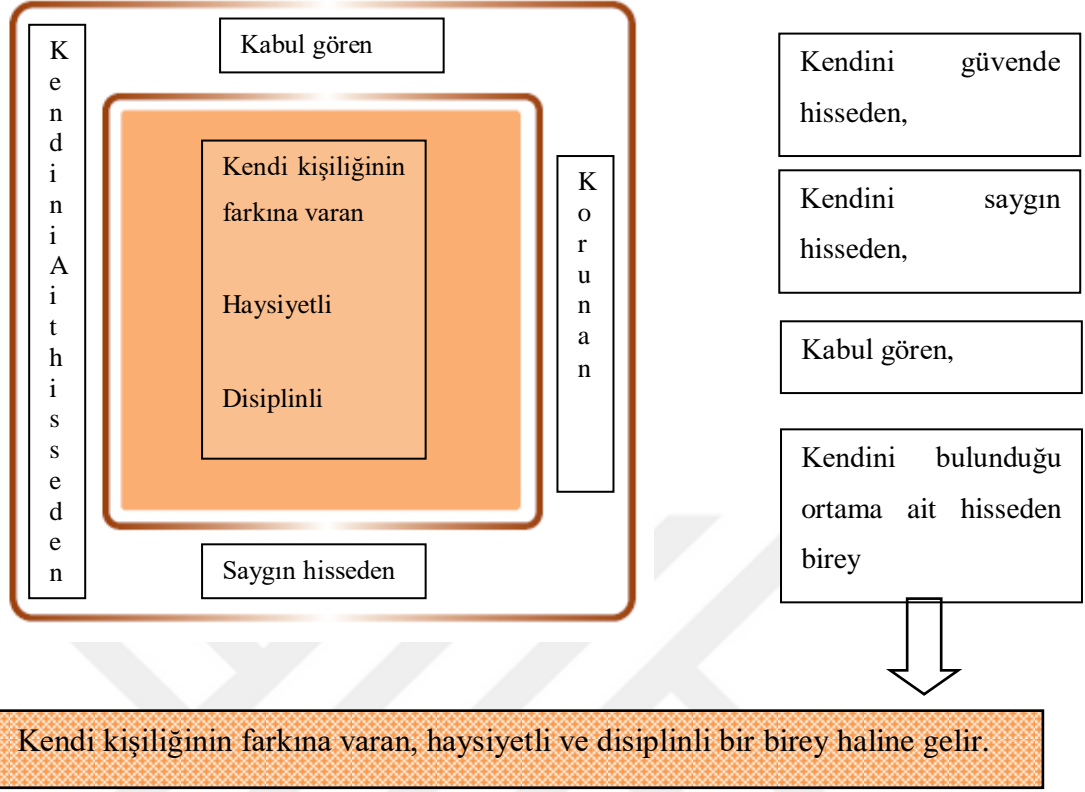 Kabul gören
Kendini Ait hisseden
Kendi kişiliğinin
farkına varan
Haysiyetli
Disiplinli
Korunan
Saygın hisseden
Kendini güvende
hisseden,
Kendini saygın
hisseden,
Kabul gören,
Kendini bulunduğu
ortama ait hisseden
birey
Kendi kişiliğinin farkına varan, haysiyetli ve disiplinli bir birey haline gelir.